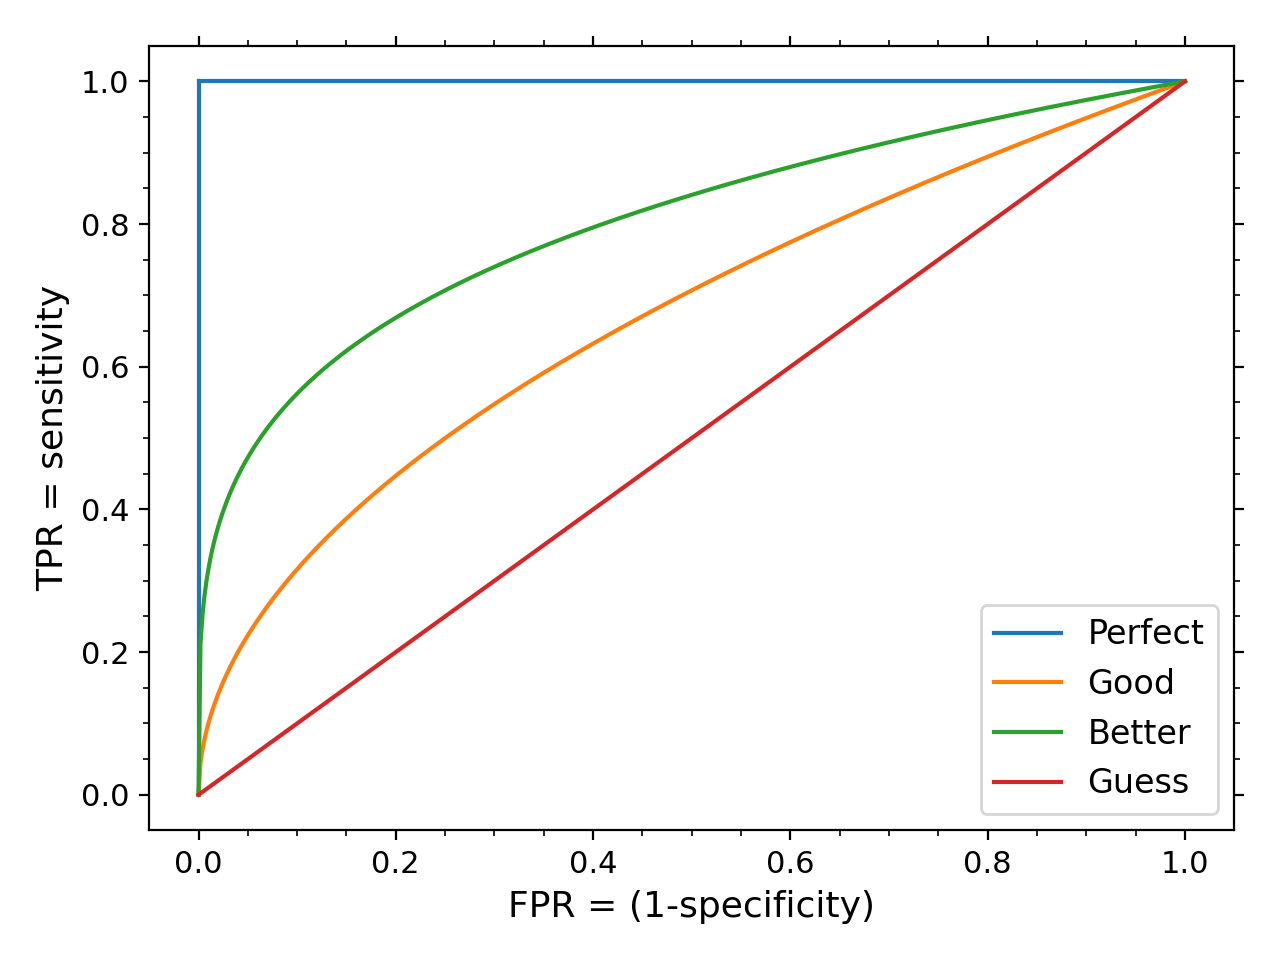 1.0
0.8
0.6
0.4
0.2
0.0
TPR = sensitivity
Perfect
Good
Better
Guess
0.0 0.2 0.4 0.6 0.8 1.0
FPR = (1-specificity)